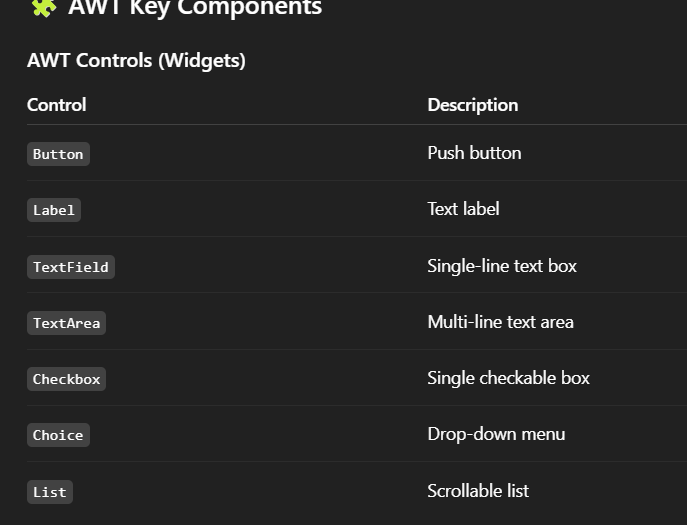 AWT Key Components
AWT Controls (Widgets)
Control Description
Button Push button
Label Text label
TextField Single-line text box
TextArea Multi-line text area
Checkbox Single checkable box
Choice Drop-down menu
List Scrollable list